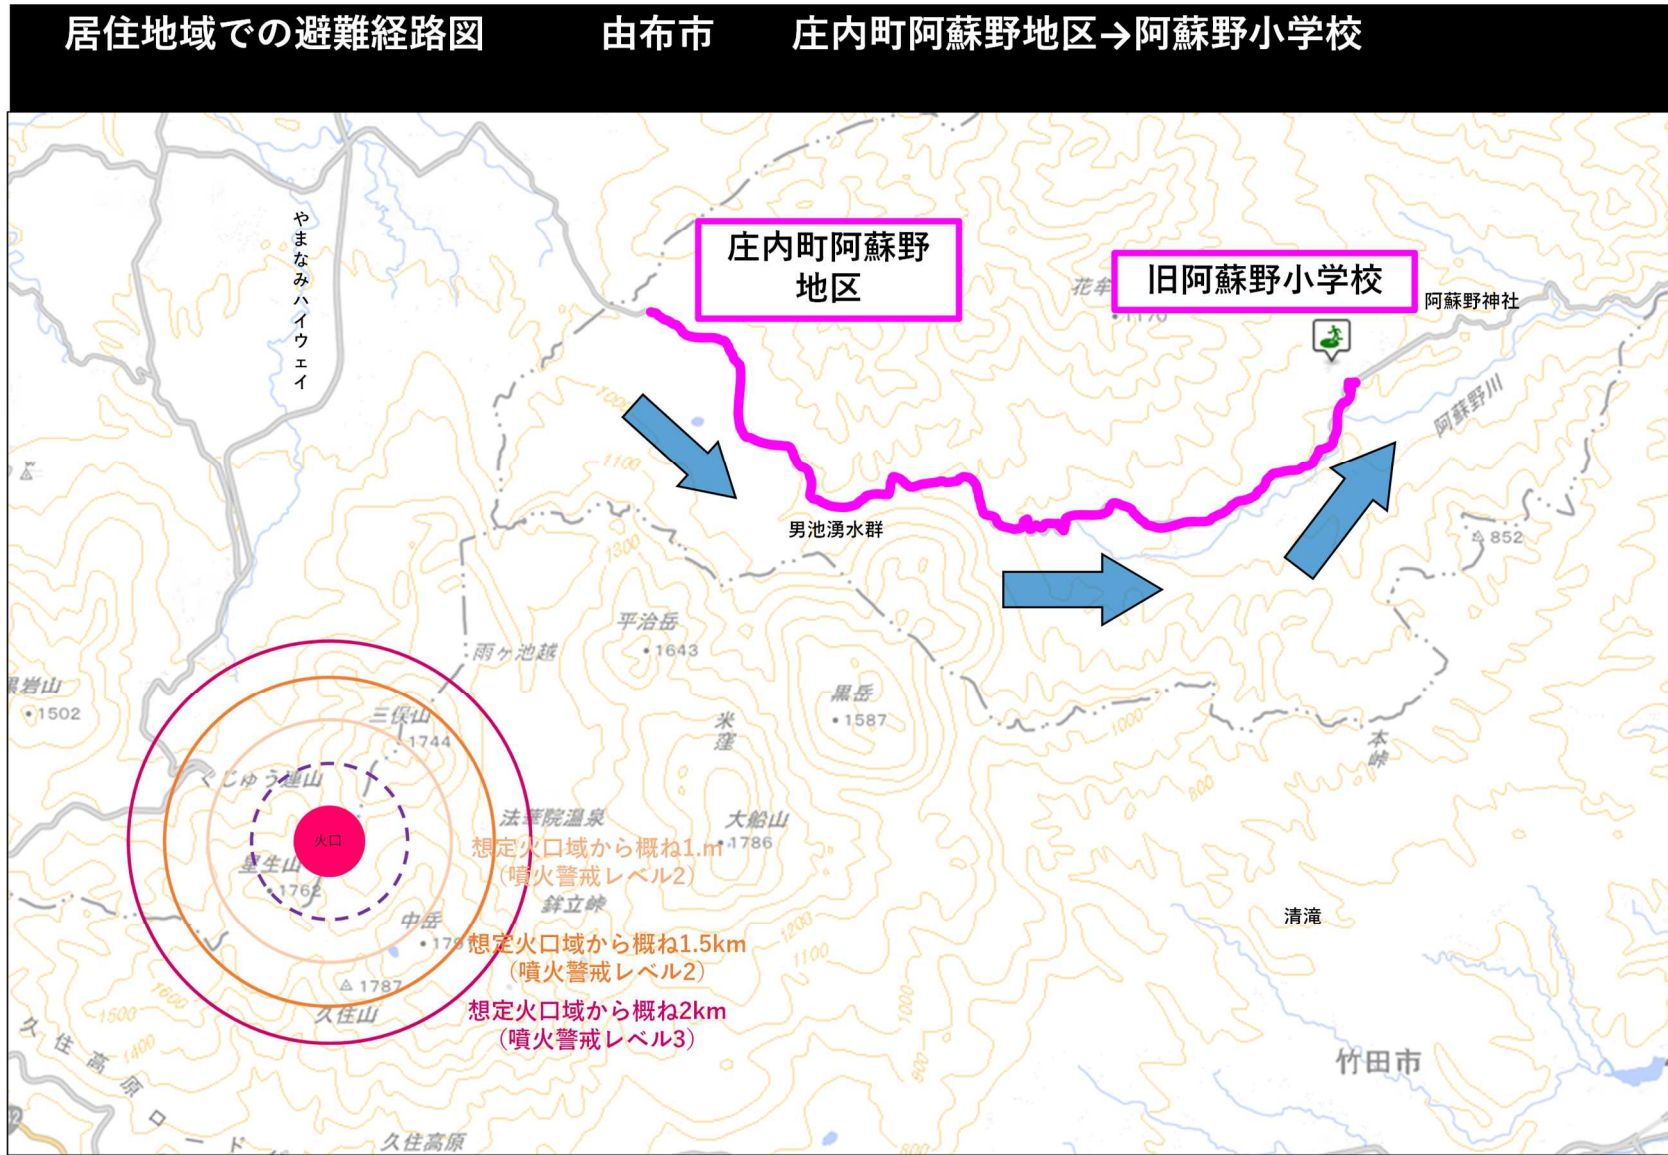 居住地域での避難経路図 由布市 庄内町阿蘇野地区→阿蘇野小学校
やまなみハイウェイ
庄内町阿蘇野
地区
旧阿蘇野小学校
花牟
1170
阿蘇野神社
阿蘇野川
1000
1100
男池湧水群
852
1300
平治岳
1643
雨ヶ池越
黒岩山
1502
三俣山
1744
米窪
黒岳
1587
1000
本峠
800
くじゅう連山
火口
星生山
1762
法華院温泉
大船山
1786
想定火口域から概ね1.m
(噴火警戒レベル2)
鉾立峠
中岳
179
清滝
1200
1100
想定火口域から概ね1.5km
(噴火警戒レベル2)
1787
久住山
1600
1500
1400
1000
想定火口域から概ね2km
(噴火警戒レベル3)
久住高原ロード
900
竹田市
久住高原
800